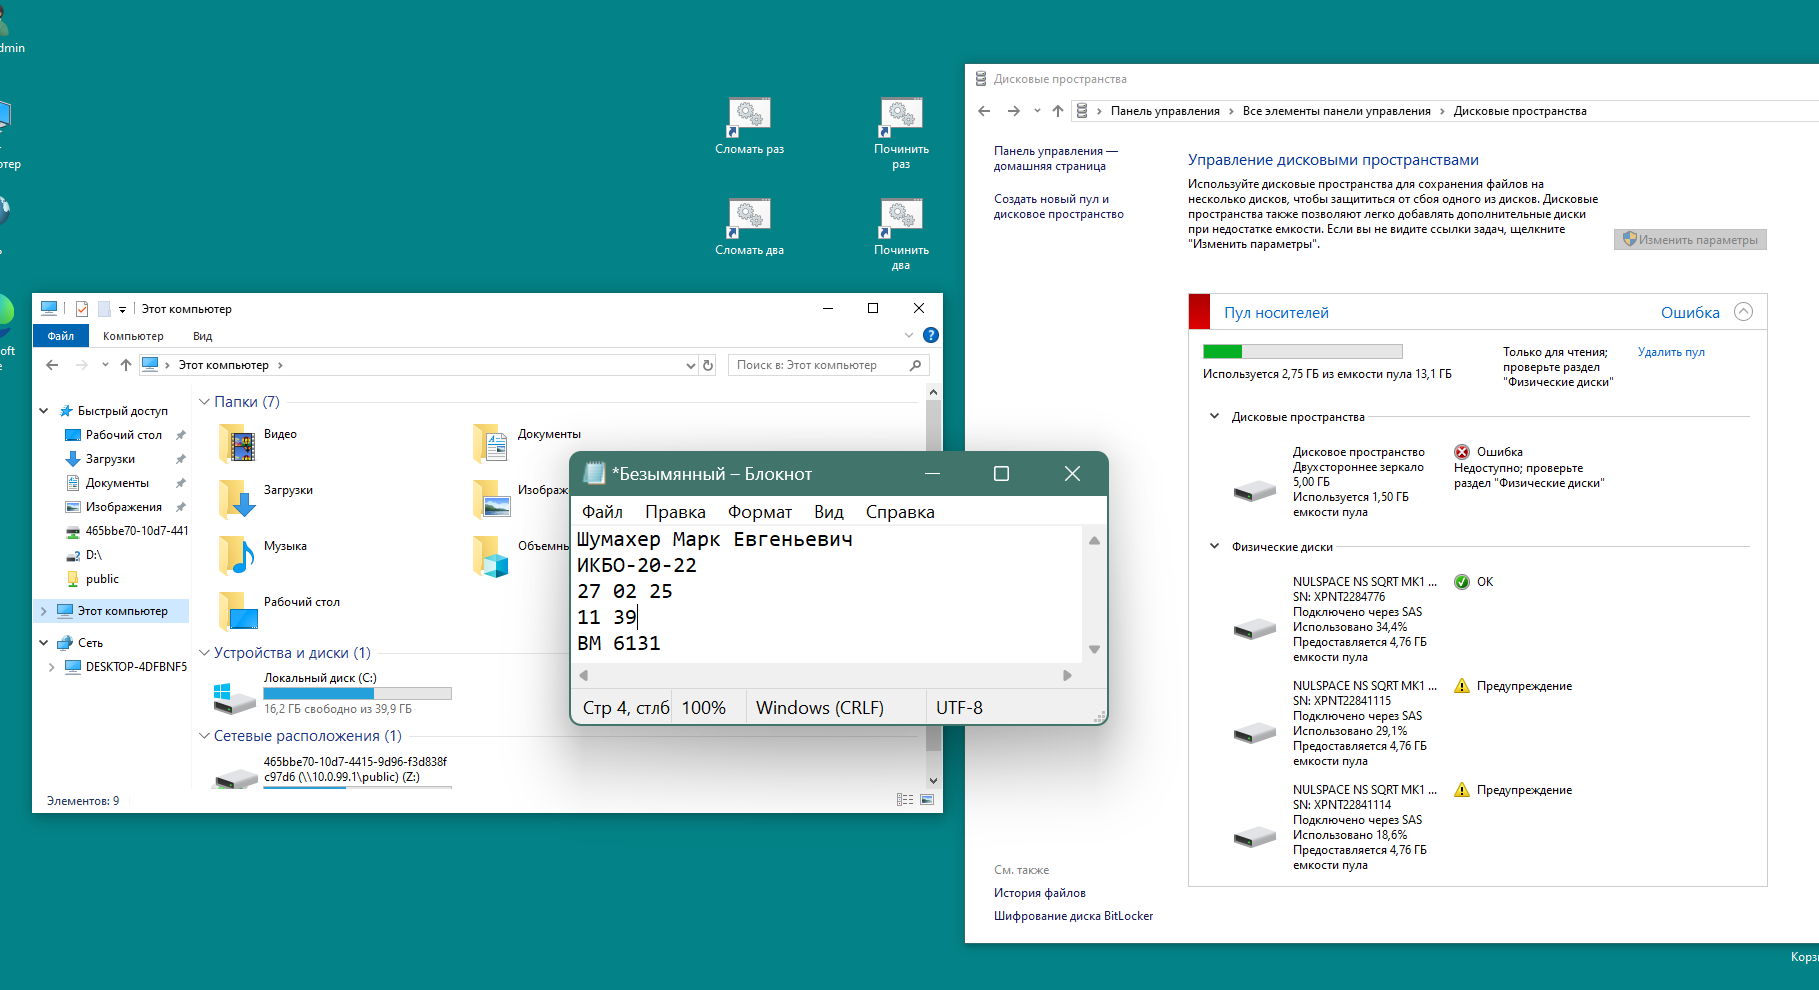 dmin
Сломать раз
Починить
раз
Сломать два
Починить
два
Этот компьютер
Файл
Компьютер
Вид
Этот компьютер
Поиск в: Этот компьютер
Быстрый доступ
Рабочий стол
Загрузки
Документы
Изображения
465bbe70-10d7-441
D:\
public
Этот компьютер
Сеть
DESKTOP-4DFBNF5
Папки (7)
Видео
Документы
Загрузки
Изображ
Музыка
Объемнь
Рабочий стол
Устройства и диски (1)
Локальный диск (C:)
16,2 ГБ свободно из 39,9 ГБ
Сетевые расположения (1)
465bbe70-10d7-4415-9d96-f3d838f
c97d6 (\\10.0.99.1\public) (Z:)
Элементов: 9
*Безымянный – Блокнот
Файл
Правка
Формат
Вид
Справка
Шумахер Марк Евгеньевич
ИКБО-20-22
27 02 25
11 39
ВМ 6131
Стр 4, стлб
100%
Windows (CRLF)
UTF-8
Дисковые пространства
Панель управления
Все элементы панели управления
Дисковые пространства
Панель управления —
домашняя страница
Создать новый пул и
дисковое пространство
Управление дисковыми пространствами
Используйте дисковые пространства для сохранения файлов на
несколько дисков, чтобы защититься от сбоя одного из дисков. Дисковые
пространства также позволяют легко добавлять дополнительные диски
при недостатке емкости. Если вы не видите ссылки задач, щелкните
"Изменить параметры".
Изменить параметры
Пул носителей
Ошибка
Используется 2,75 ГБ из емкости пула 13,1 ГБ
Только для чтения;
проверьте раздел
"Физические диски"
Удалить пул
Дисковые пространства
Дисковое пространство
Двухстороннее зеркало
5,00 ГБ
Используется 1,50 ГБ
емкости пула
Ошибка
Недоступно; проверьте
раздел "Физические диски"
Физические диски
NULSPACE NS SQRT MK1 ...
SN: XPNT2284776
Подключено через SAS
Использовано 34,4%
Предоставляется 4,76 ГБ
емкости пула
ОК
NULSPACE NS SQRT MK1 ...
SN: XPNT22841115
Подключено через SAS
Использовано 29,1%
Предоставляется 4,76 ГБ
емкости пула
Предупреждение
NULSPACE NS SQRT MK1 ...
SN: XPNT22841114
Подключено через SAS
Использовано 18,6%
Предоставляется 4,76 ГБ
емкости пула
Предупреждение
См. также
История файлов
Шифрование диска BitLocker